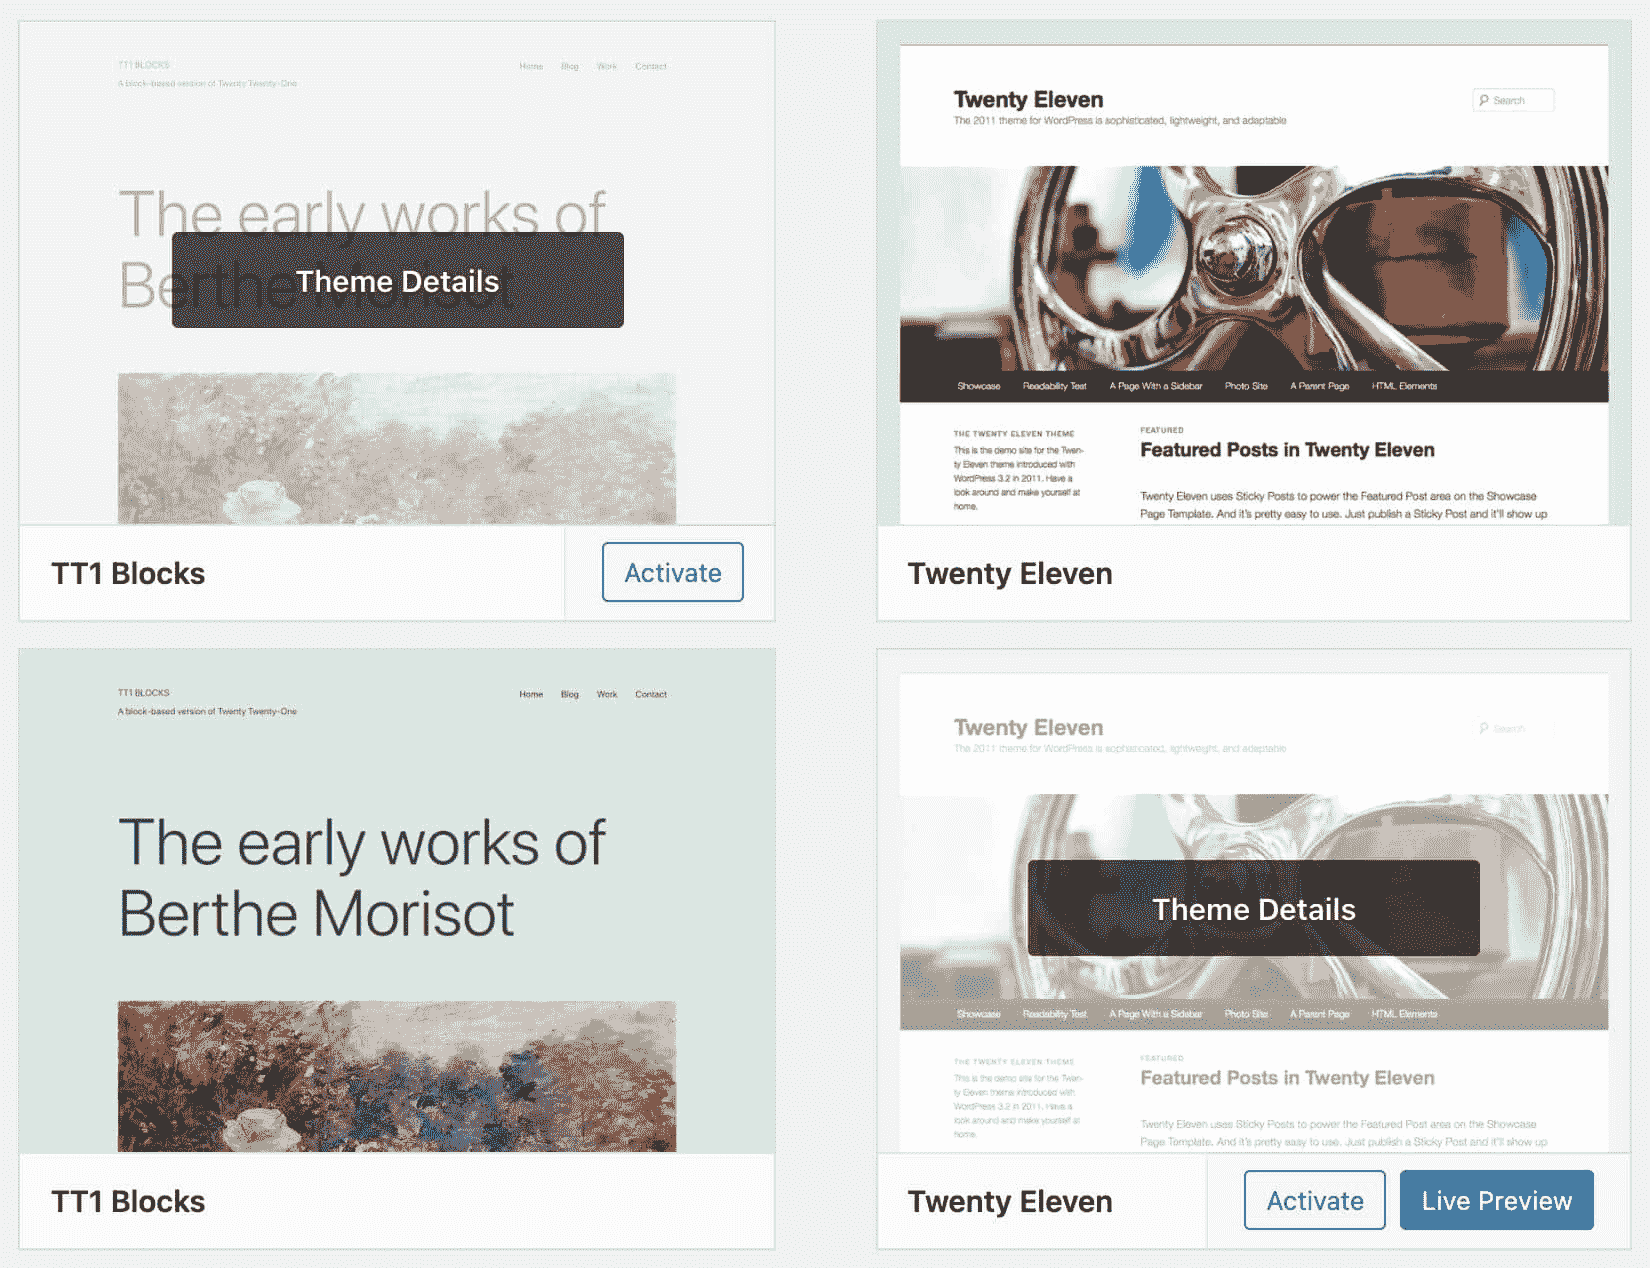 TT1 BLOCKS
Home Blog Work Contact
A block-based version of Twenty Twenty-One
The early works of
Berthe Morisot
Theme Details
TT1 Blocks
Activate
Twenty Eleven
The 2011 theme for WordPress is sophisticated, lightweight, and adaptable
Search
Showcase Readability Test A Page With a Sidebar Photo Site A Parent Page HTML Elements
THE TWENTY ELEVEN THEME
This is the demo site for the Twen-
ty Eleven theme introduced with
WordPress 3.2 in 2011. Have a
look around and make yourself at
home.
FEATURED
Featured Posts in Twenty Eleven
Twenty Eleven uses Sticky Posts to power the Featured Post area on the Showcase
Page Template. And it's pretty easy to use. Just publish a Sticky Post and it'll show up
Twenty Eleven
TT1 BLOCKS
Home Blog Work Contact
A block-based version of Twenty Twenty-One
The early works of
Berthe Morisot
TT1 Blocks
Twenty Eleven
The 2011 theme for WordPress is sophisticated, lightweight, and adaptable
Search
Theme Details
Showcase Readability Test A Page With a Sidebar Photo Site A Parent Page HTML Elements
THE TWENTY ELEVEN THEME
This is the demo site for the Twen-
ty Eleven theme introduced with
WordPress 3.2 in 2011. Have a
look around and make yourself at
home.
FEATURED
Featured Posts in Twenty Eleven
Twenty Eleven uses Sticky Posts to power the Featured Post area on the Showcase
Page Template. And it's pretty easy to use. Just publish a Sticky Post and it'll show up
Twenty Eleven
Activate
Live Preview